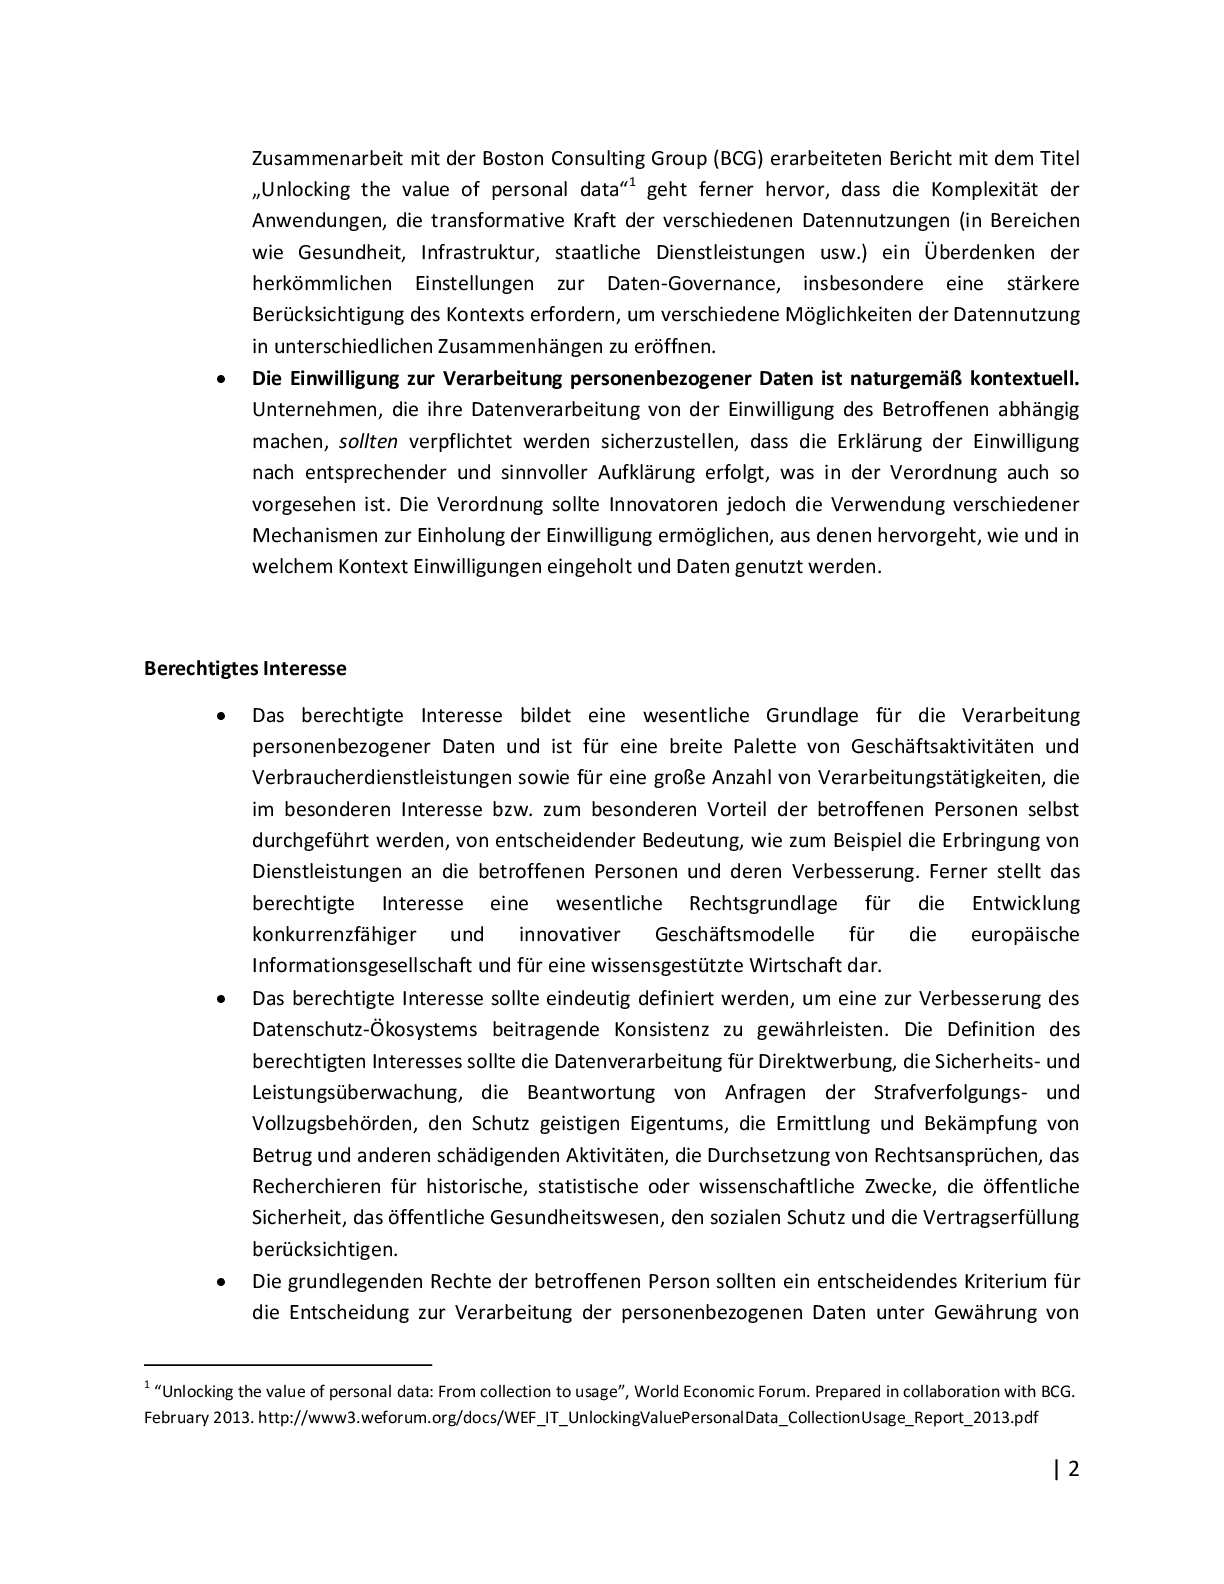 Zusammenarbeit mit der Boston Consulting Group (BCG) erarbeiteten Bericht mit dem Titel
„Unlocking the value of personal data“1 geht ferner hervor, dass die Komplexität der
Anwendungen, die transformative Kraft der verschiedenen Datennutzungen (in Bereichen
wie Gesundheit, Infrastruktur, staatliche Dienstleistungen usw.) ein Überdenken der
herkömmlichen Einstellungen zur Daten-Governance, insbesondere eine stärkere
Berücksichtigung des Kontexts erfordern, um verschiedene Möglichkeiten der Datennutzung
in unterschiedlichen Zusammenhängen zu eröffnen.
• Die Einwilligung zur Verarbeitung personenbezogener Daten ist naturgemäß kontextuell.
Unternehmen, die ihre Datenverarbeitung von der Einwilligung des Betroffenen abhängig
machen, sollten verpflichtet werden sicherzustellen, dass die Erklärung der Einwilligung
nach entsprechender und sinnvoller Aufklärung erfolgt, was in der Verordnung auch so
vorgesehen ist. Die Verordnung sollte Innovatoren jedoch die Verwendung verschiedener
Mechanismen zur Einholung der Einwilligung ermöglichen, aus denen hervorgeht, wie und in
welchem Kontext Einwilligungen eingeholt und Daten genutzt werden.
Berechtigtes Interesse
• Das berechtigte Interesse bildet eine wesentliche Grundlage für die Verarbeitung
personenbezogener Daten und ist für eine breite Palette von Geschäftsaktivitäten und
Verbraucherdienstleistungen sowie für eine große Anzahl von Verarbeitungstätigkeiten, die
im besonderen Interesse bzw. zum besonderen Vorteil der betroffenen Personen selbst
durchgeführt werden, von entscheidender Bedeutung, wie zum Beispiel die Erbringung von
Dienstleistungen an die betroffenen Personen und deren Verbesserung. Ferner stellt das
berechtigte Interesse eine wesentliche Rechtsgrundlage für die Entwicklung
konkurrenzfähiger und innovativer Geschäftsmodelle für die europäische
Informationsgesellschaft und für eine wissensgestützte Wirtschaft dar.
• Das berechtigte Interesse sollte eindeutig definiert werden, um eine zur Verbesserung des
Datenschutz-Ökosystems beitragende Konsistenz zu gewährleisten. Die Definition des
berechtigten Interesses sollte die Datenverarbeitung für Direktwerbung, die Sicherheits- und
Leistungsüberwachung, die Beantwortung von Anfragen der Strafverfolgungs- und
Vollzugsbehörden, den Schutz geistigen Eigentums, die Ermittlung und Bekämpfung von
Betrug und anderen schädigenden Aktivitäten, die Durchsetzung von Rechtsansprüchen, das
Recherchieren für historische, statistische oder wissenschaftliche Zwecke, die öffentliche
Sicherheit, das öffentliche Gesundheitswesen, den sozialen Schutz und die Vertragserfüllung
berücksichtigen.
• Die grundlegenden Rechte der betroffenen Person sollten ein entscheidendes Kriterium für
die Entscheidung zur Verarbeitung der personenbezogenen Daten unter Gewährung von
1 “Unlocking the value of personal data: From collection to usage”, World Economic Forum. Prepared in collaboration with BCG.
February 2013. http://www3.weforum.org/docs/WEF_IT_UnlockingValuePersonalData_CollectionUsage_Report_2013.pdf
| 2